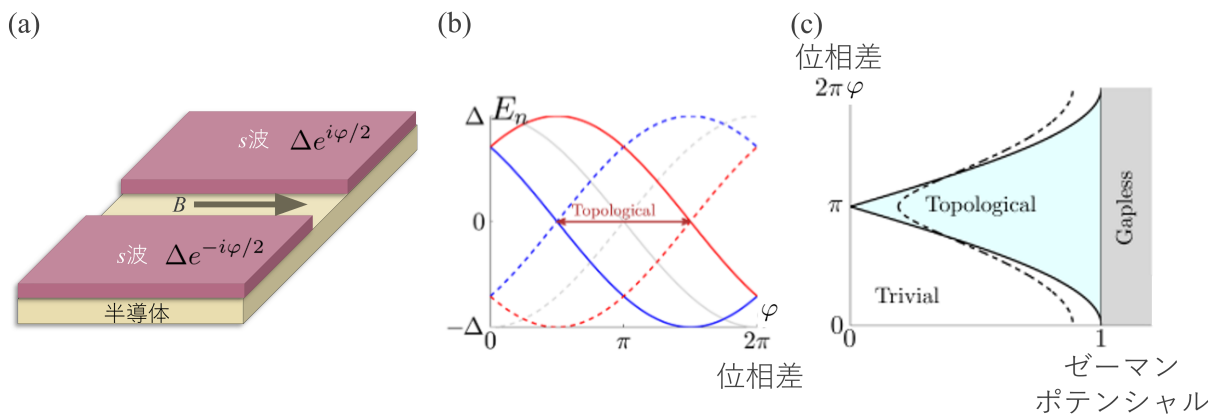 (a)
s波 Δe^{iφ/2}
B
s波 Δe^{-iφ/2}
半導体
(b)
Δ E_n
0
Topological
-Δ
φ
0 π 2π
位相差
(c)
位相差
2π φ
π
Topological
Gapless
Trivial
0
0 1
ゼーマン
ポテンシャル